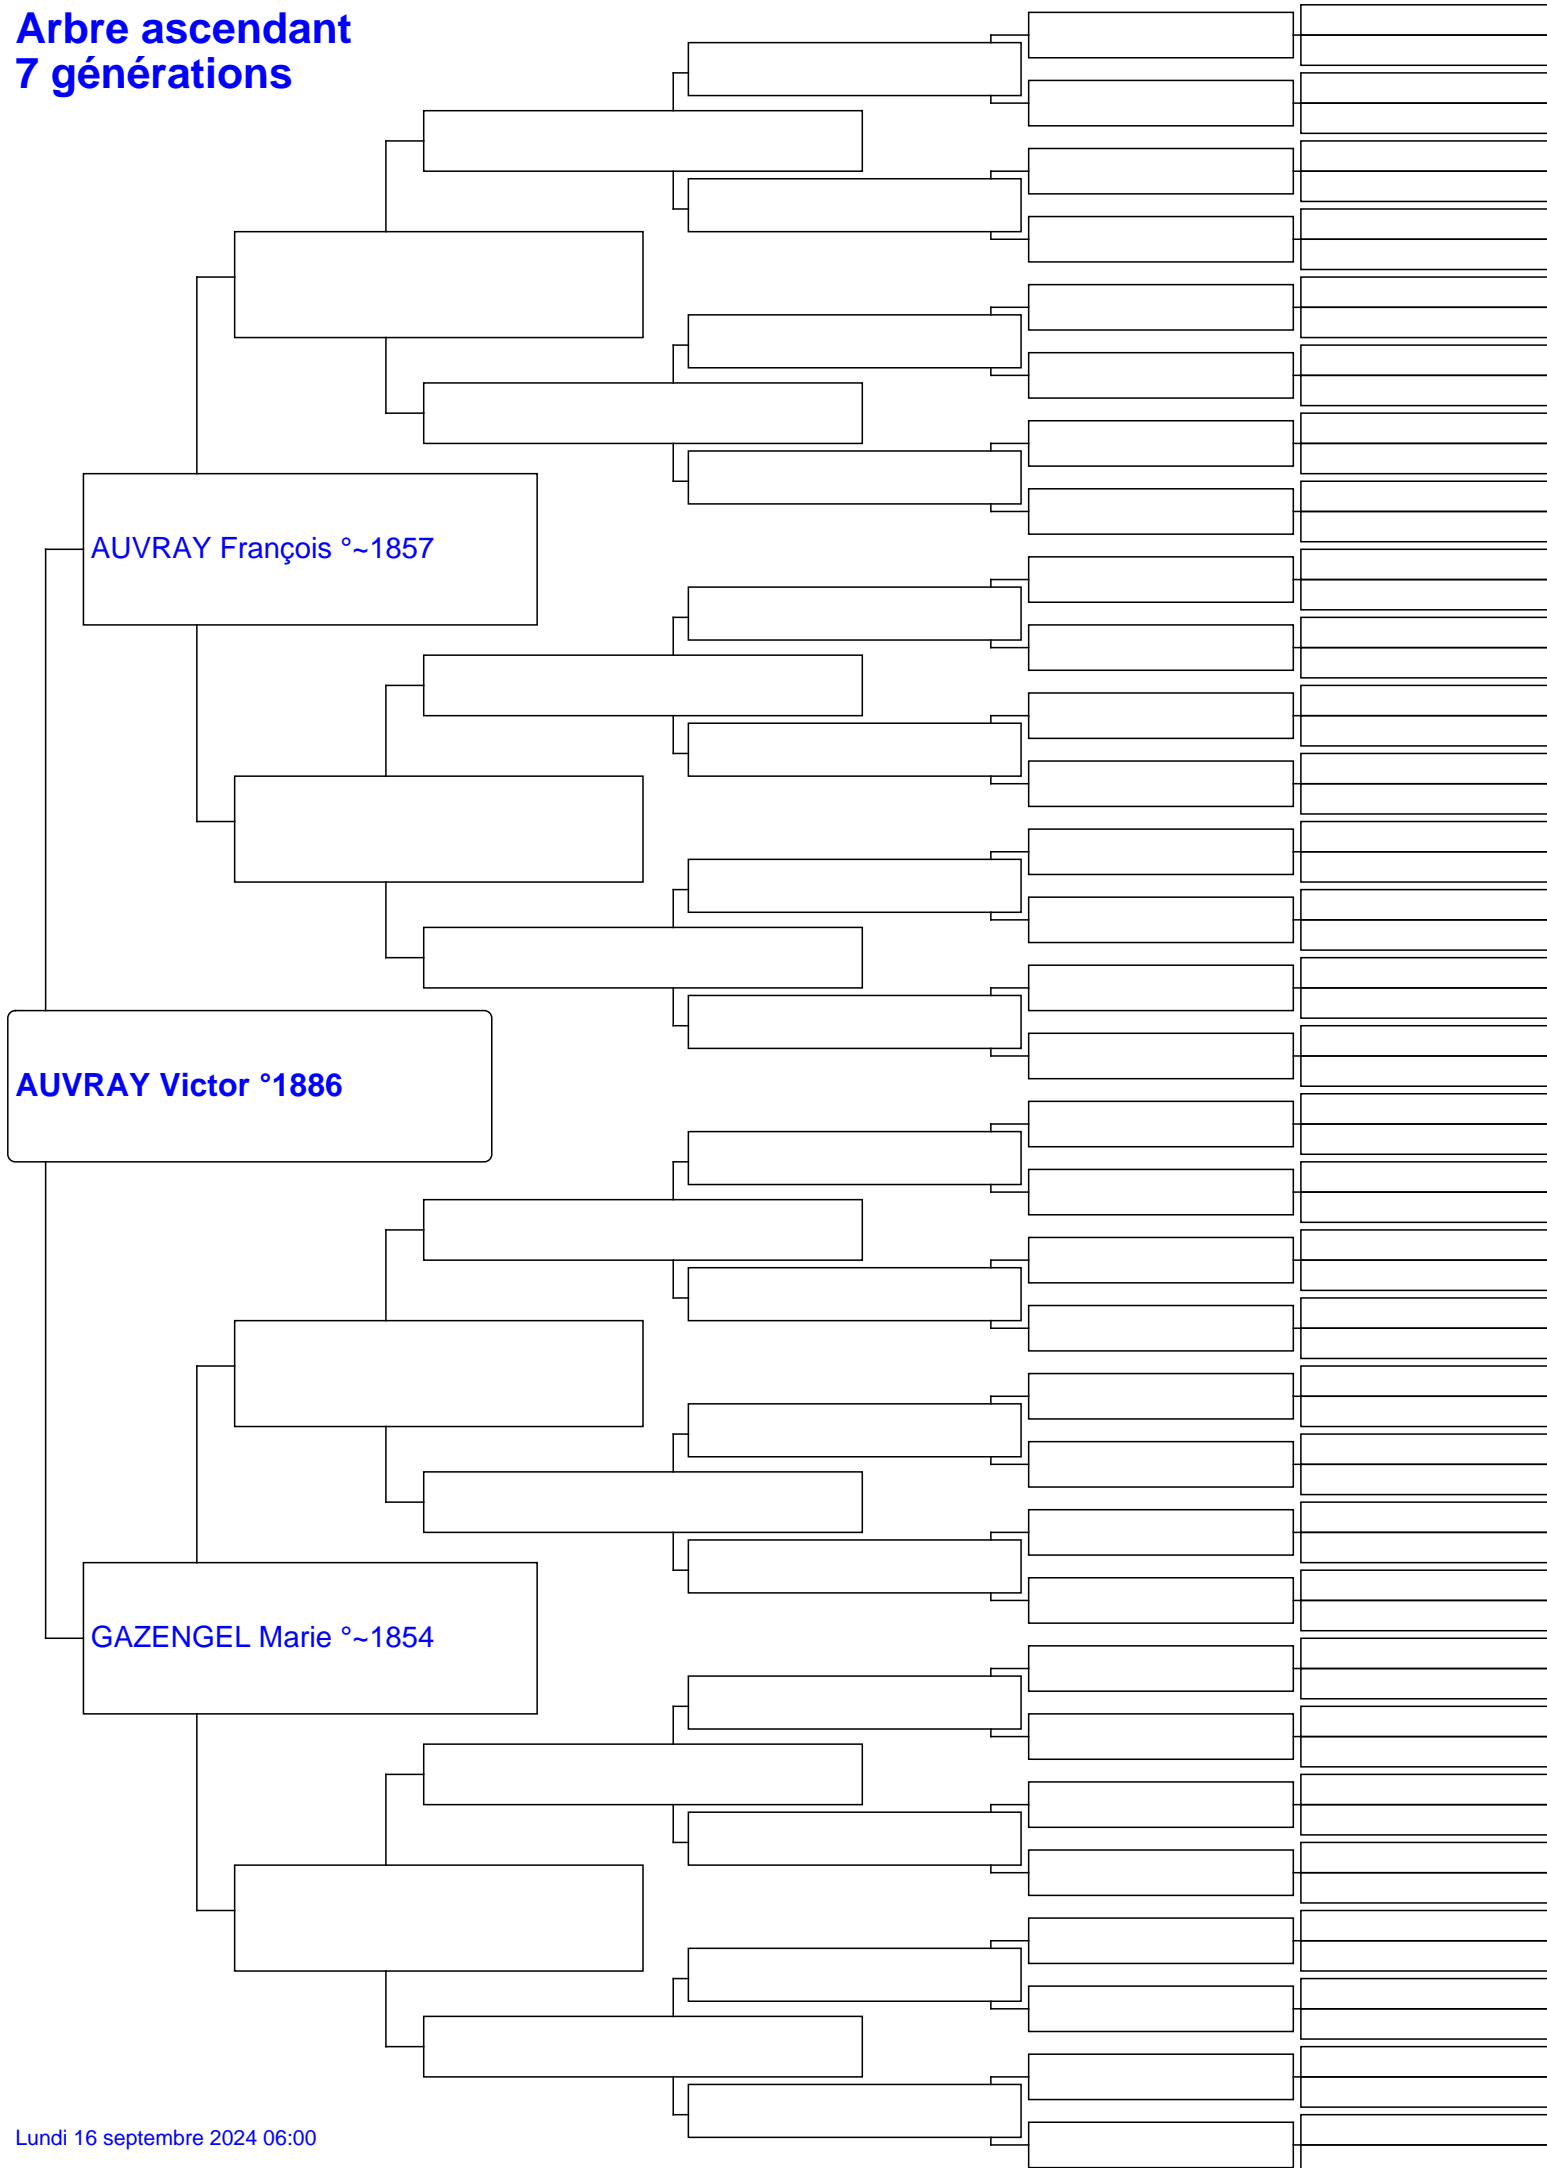 Arbre ascendant
7 générations
AUVRAY François °~1857
AUVRAY Victor °1886
GAZENGEL Marie °~1854
Lundi 16 septembre 2024 06:00